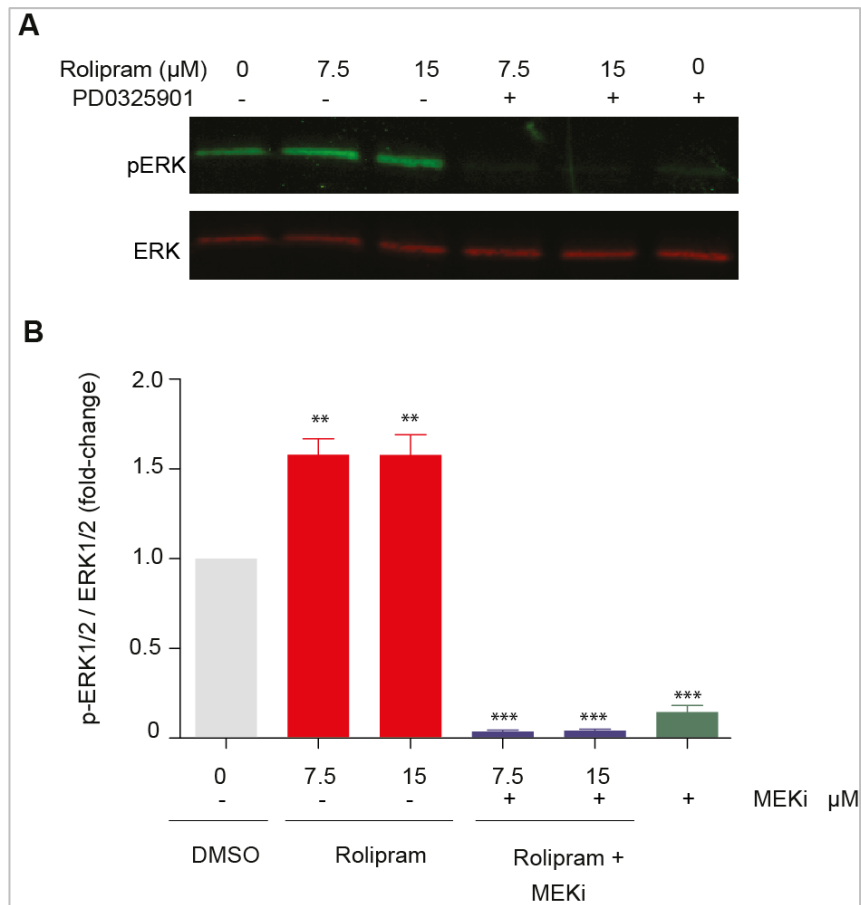 A
Rolipram (µM) 0 7.5 15 7.5 15 0
PD0325901 - - - + + +
pERK
ERK
B
p-ERK1/2 / ERK1/2 (fold-change)
2.0
1.5
1.0
0.5
0
** ** *** *** ***
0 7.5 15 7.5 15
- - - + + + MEKi µM
DMSO Rolipram Rolipram +
MEKi